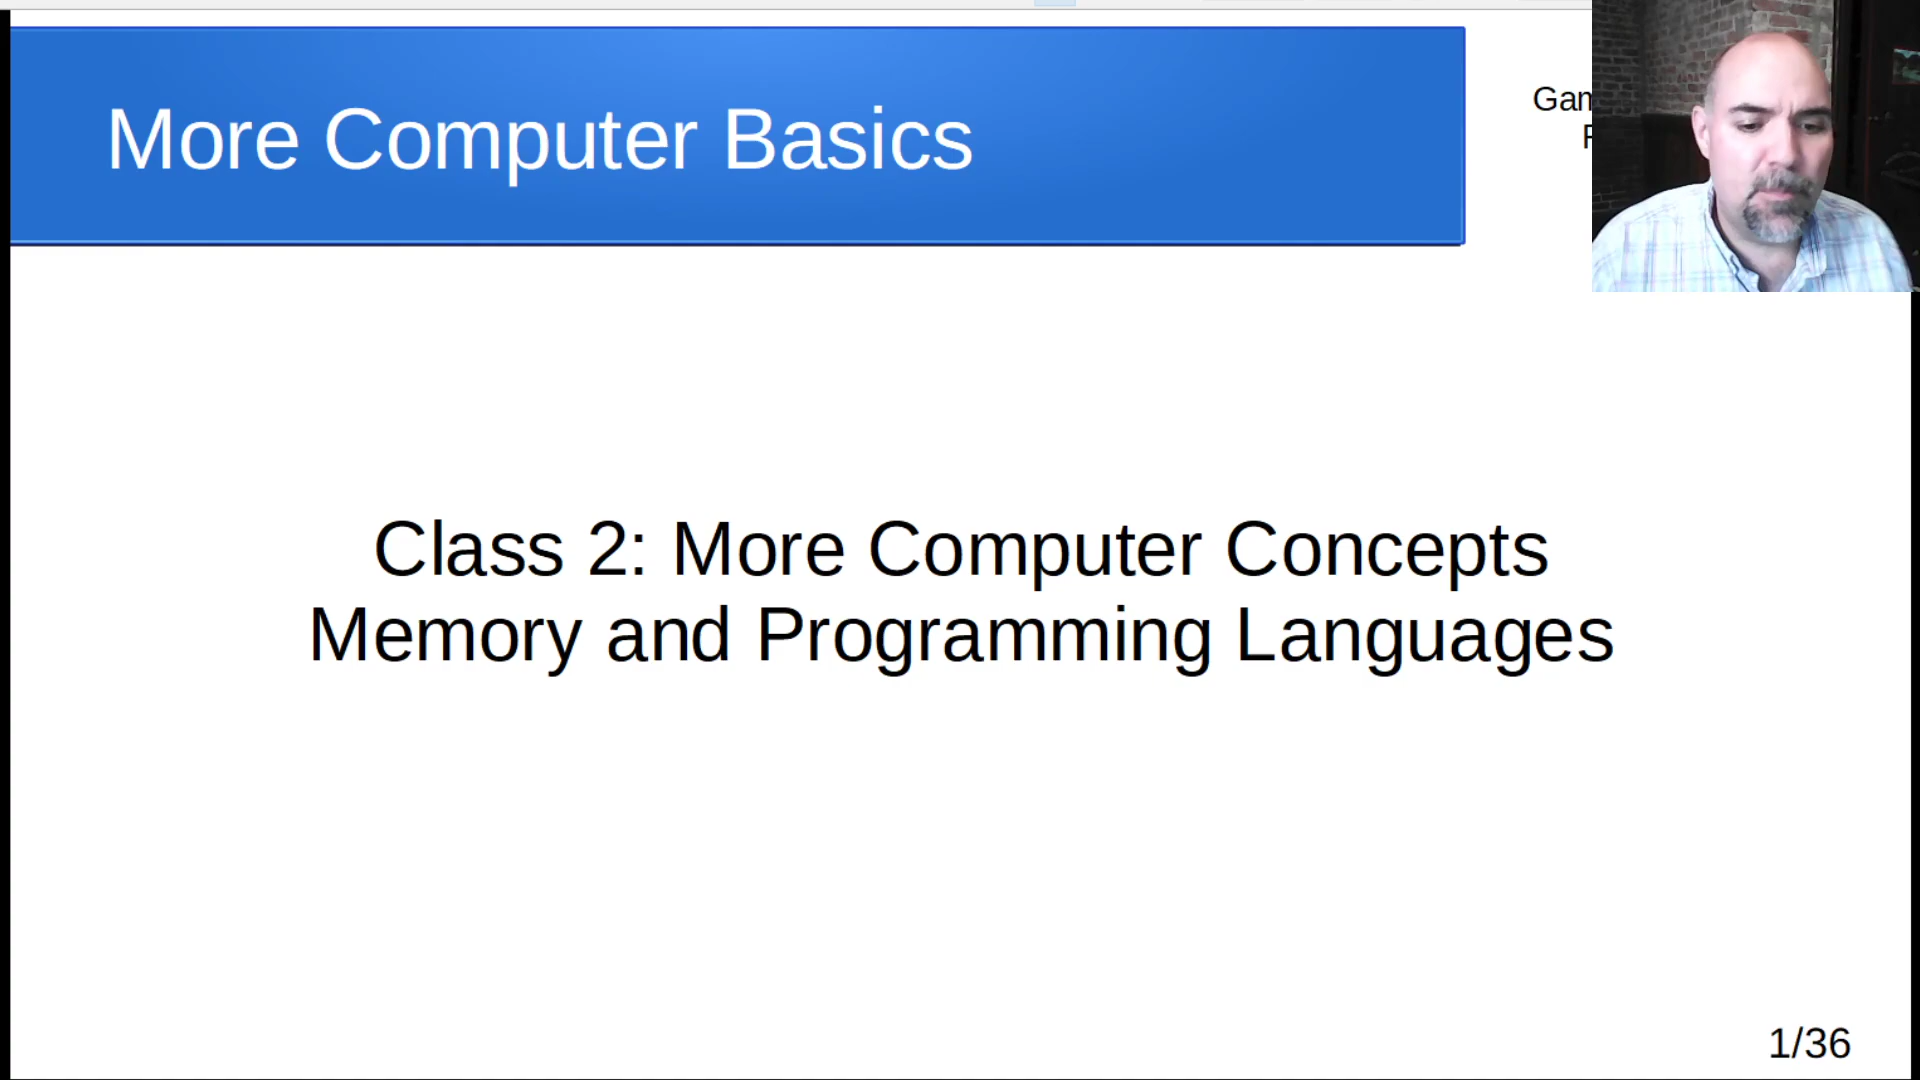 More Computer Basics
Class 2: More Computer Concepts
Memory and Programming Languages
1/36